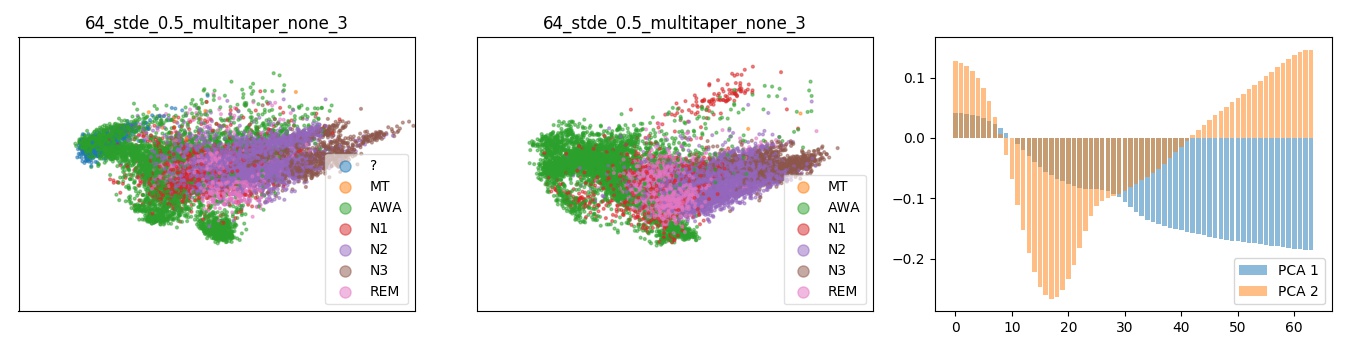 64_stde_0.5_multitaper_none_3
?
MT
AWA
N1
N2
N3
REM
64_stde_0.5_multitaper_none_3
MT
AWA
N1
N2
N3
REM
0.1
0.0
−0.1
−0.2
0 10 20 30 40 50 60
PCA 1
PCA 2